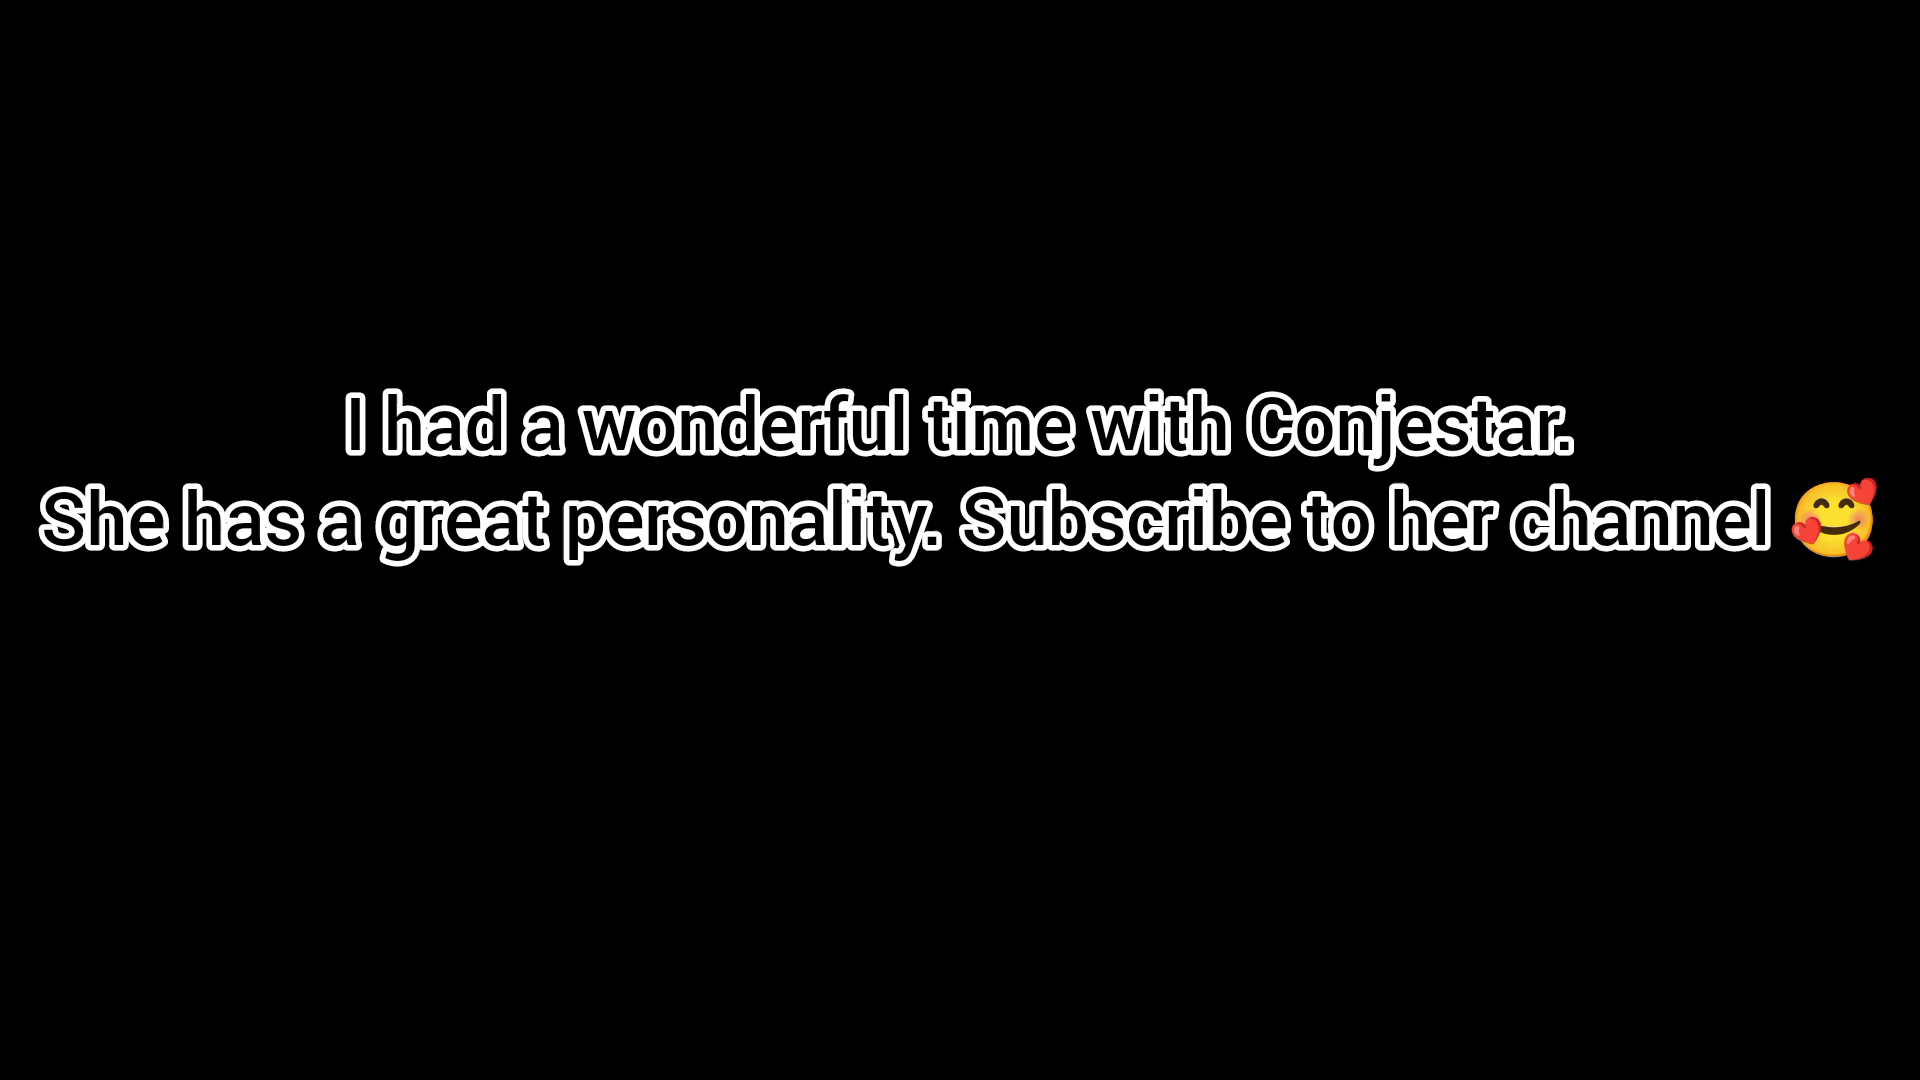 I had a wonderful time with Conjestar.
She has a great personality. Subscribe to her channel 🥰